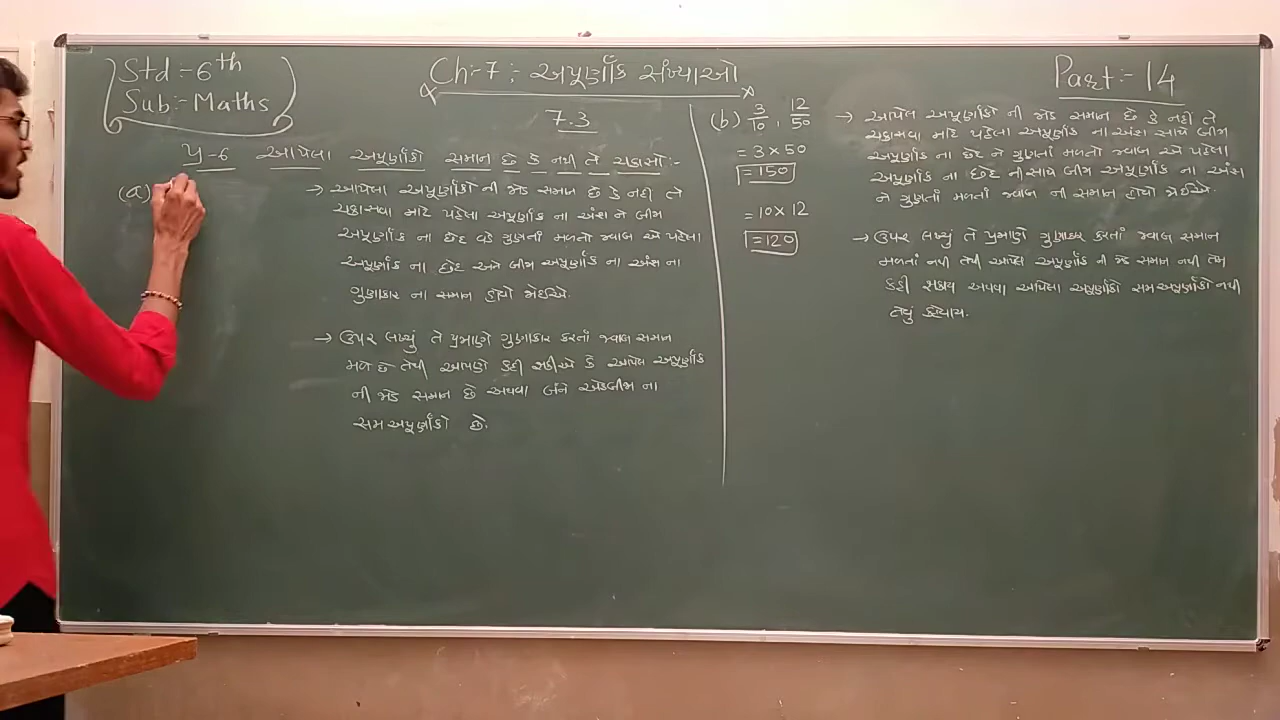 Std :- 6th
Sub :- Maths
Ch:-7 :- અપૂર્ણાંક સંખ્યાઓ
Part :- 14
7.3
પ્ર-6 આપેલા અપૂર્ણાંકો સમાન છે કે નથી તે ચકાસો:-
(a)
→ આપેલા અપૂર્ણાંકો ની જોડ સમાન છે કે નહી તે
ચકાસવા માટે પહેલા અપૂર્ણાંક ના અંશ ને બીજા
અપૂર્ણાંક ના છેદ વડે ગુણતાં મળતો જવાબ એ પહેલા
અપૂર્ણાંક ના છેદ અને બીજા અપૂર્ણાંક ના અંશ ના
ગુણાકાર ના સમાન હોવો જોઈએ.
→ ઉપર લખ્યું તે પ્રમાણે ગુણાકાર કરતાં જવાબ સમાન
મળે છે તેથી આપણે કહી શકીએ કે આપેલ અપૂર્ણાંક
ની જોડ સમાન છે અથવા બંને એકબીજા ના
સમઅપૂર્ણાંકો છે.
(b) 3/10 , 12/50
= 3 × 50
= 150
= 10 × 12
= 120
→ આપેલ અપૂર્ણાંકો ની જોડ સમાન છે કે નહી તે
ચકાસવા માટે પહેલા અપૂર્ણાંક ના અંશ સાથે બીજા
અપૂર્ણાંક ના છેદ ને ગુણતાં મળતો જવાબ એ પહેલા
અપૂર્ણાંક ના છેદ ની સાથે બીજા અપૂર્ણાંક ના અંશ
ને ગુણતાં મળતાં જવાબ ની સમાન હોવો જોઈએ.
→ ઉપર લખ્યું તે પ્રમાણે ગુણાકાર કરતાં જવાબ સમાન
મળતાં નથી તેથી આપેલ અપૂર્ણાંક ની જોડ સમાન નથી તેમ
કહી શકાય અથવા આપેલા અપૂર્ણાંકો સમઅપૂર્ણાંકો નથી
તેવું કહેવાય.